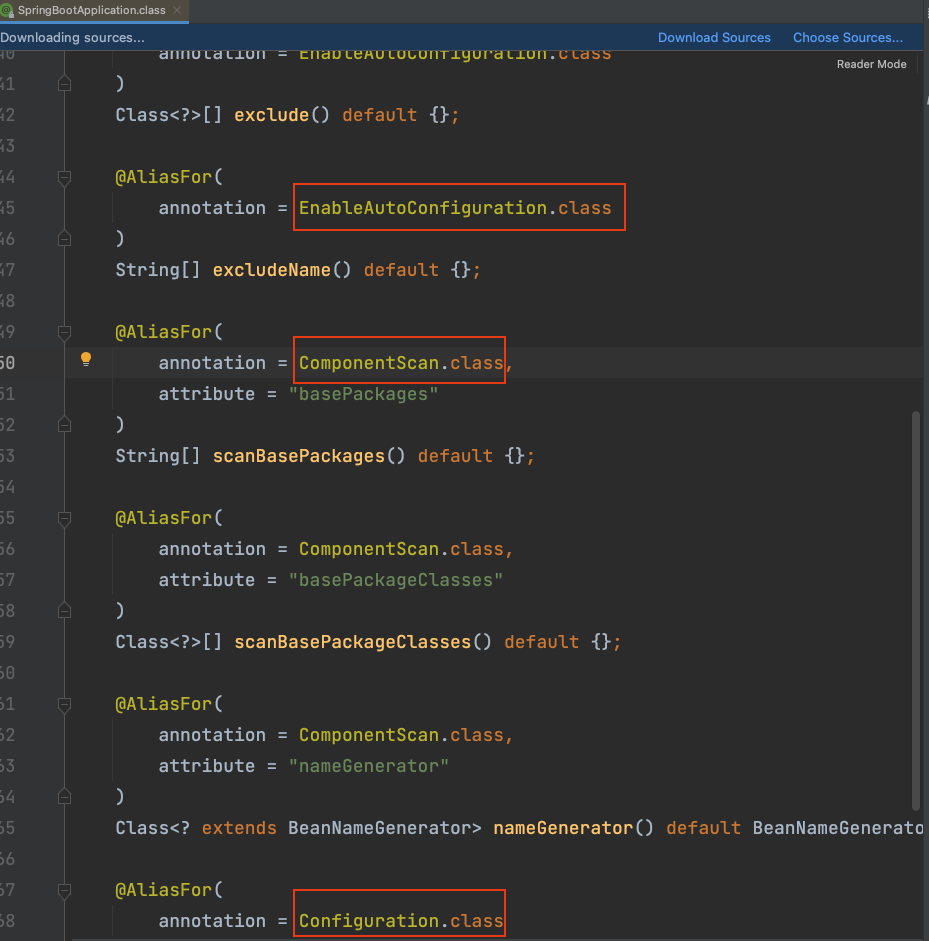 SpringBootApplication.class
Downloading sources...
Download Sources
Choose Sources...
Reader Mode
40 annotation = EnableAutoConfiguration.class
41 )
42 Class<?>[] exclude() default {};
43
44 @AliasFor(
45 annotation = EnableAutoConfiguration.class
46 )
47 String[] excludeName() default {};
48
49 @AliasFor(
50 annotation = ComponentScan.class,
51 attribute = "basePackages"
52 )
53 String[] scanBasePackages() default {};
54
55 @AliasFor(
56 annotation = ComponentScan.class,
57 attribute = "basePackageClasses"
58 )
59 Class<?>[] scanBasePackageClasses() default {};
60
61 @AliasFor(
62 annotation = ComponentScan.class,
63 attribute = "nameGenerator"
64 )
65 Class<? extends BeanNameGenerator> nameGenerator() default BeanNameGenerato
66
67 @AliasFor(
68 annotation = Configuration.class